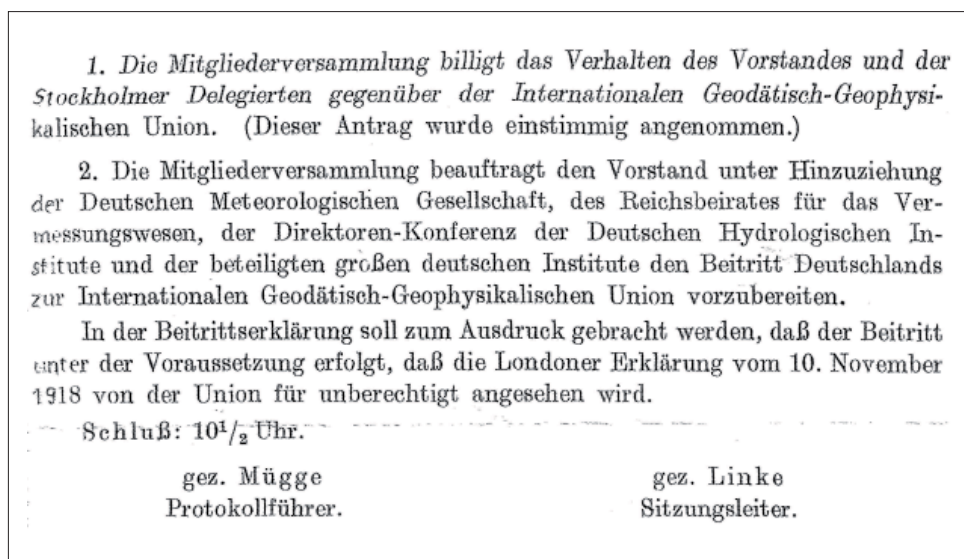 1. Die Mitgliederversammlung billigt das Verhalten des Vorstandes und der
Stockholmer Delegierten gegenüber der Internationalen Geodätisch-Geophysi-
kalischen Union. (Dieser Antrag wurde einstimmig angenommen.)
2. Die Mitgliederversammlung beauftragt den Vorstand unter Hinzuziehung
der Deutschen Meteorologischen Gesellschaft, des Reichsbeirates für das Ver-
messungswesen, der Direktoren-Konferenz der Deutschen Hydrologischen In-
stitute und der beteiligten großen deutschen Institute den Beitritt Deutschlands
zur Internationalen Geodätisch-Geophysikalischen Union vorzubereiten.
In der Beitrittserklärung soll zum Ausdruck gebracht werden, daß der Beitritt
unter der Voraussetzung erfolgt, daß die Londoner Erklärung vom 10. November
1918 von der Union für unberechtigt angesehen wird.
Schluß: 10¹/₂ Uhr.
gez. Mügge gez. Linke
Protokollführer. Sitzungsleiter.